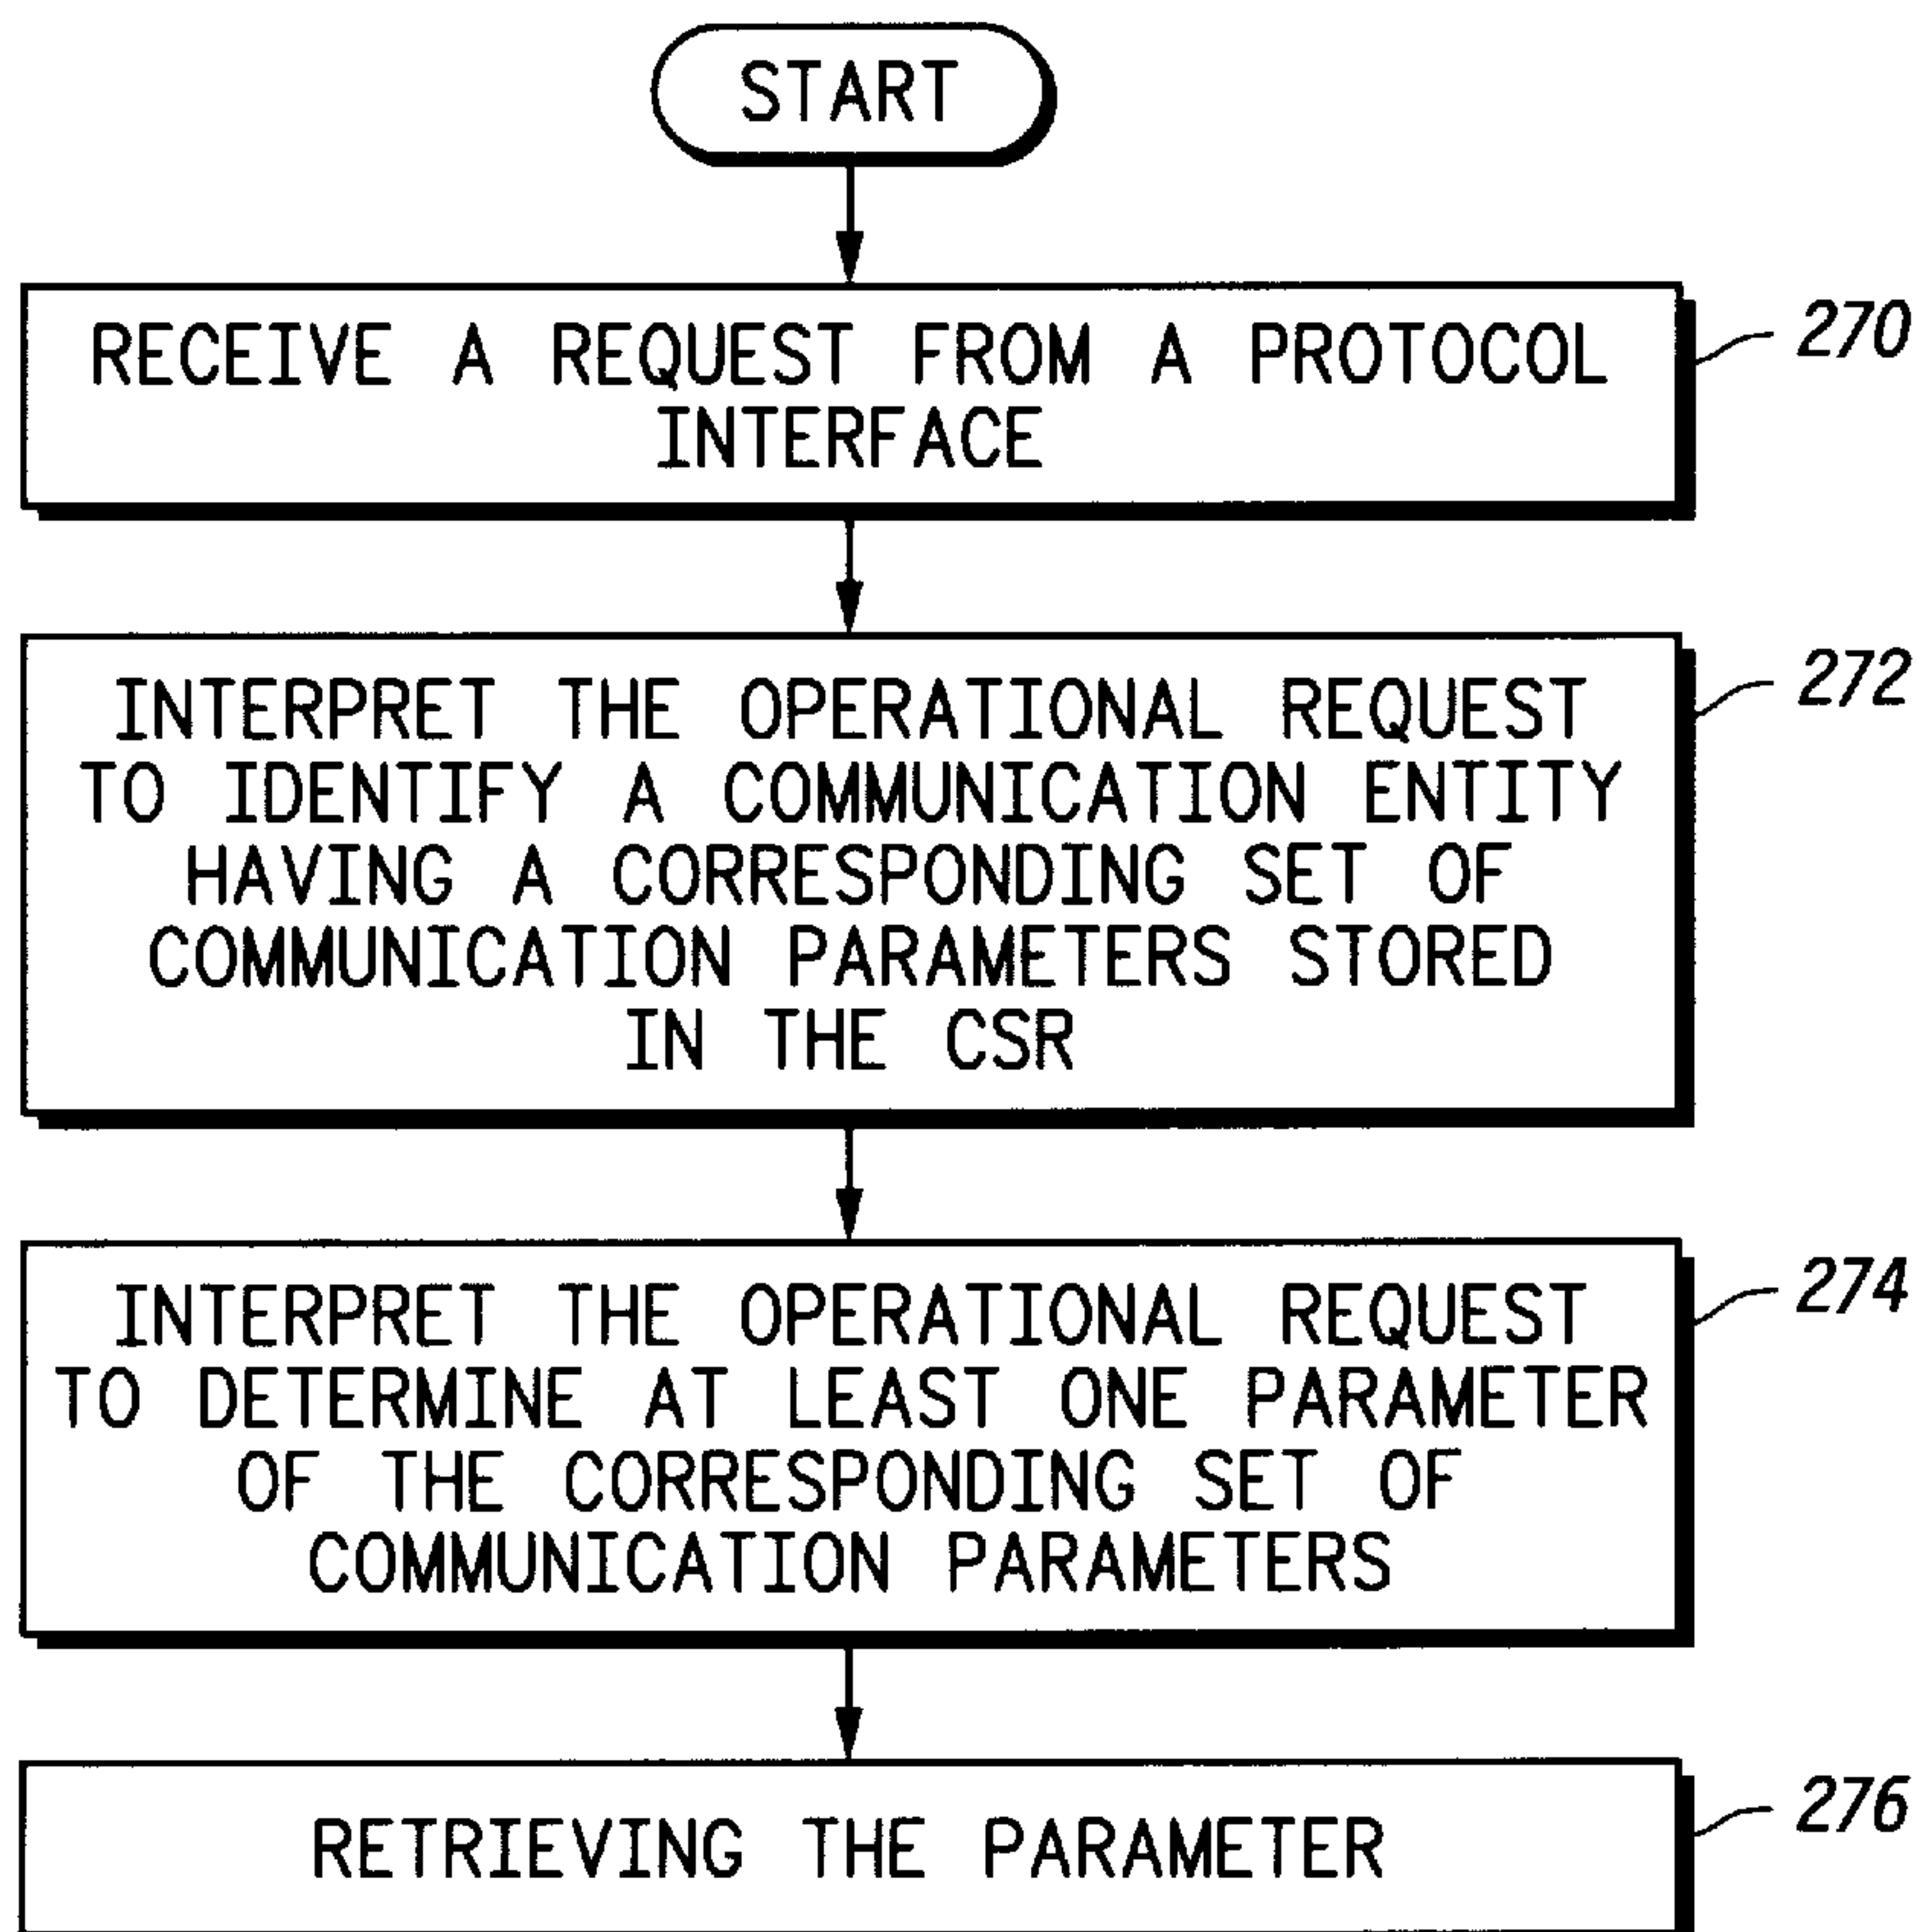 START
RECEIVE A REQUEST FROM A PROTOCOL
INTERFACE
270
INTERPRET THE OPERATIONAL REQUEST
TO IDENTIFY A COMMUNICATION ENTITY
HAVING A CORRESPONDING SET OF
COMMUNICATION PARAMETERS STORED
IN THE CSR
272
INTERPRET THE OPERATIONAL REQUEST
TO DETERMINE AT LEAST ONE PARAMETER
OF THE CORRESPONDING SET OF
COMMUNICATION PARAMETERS
274
RETRIEVING THE PARAMETER
276